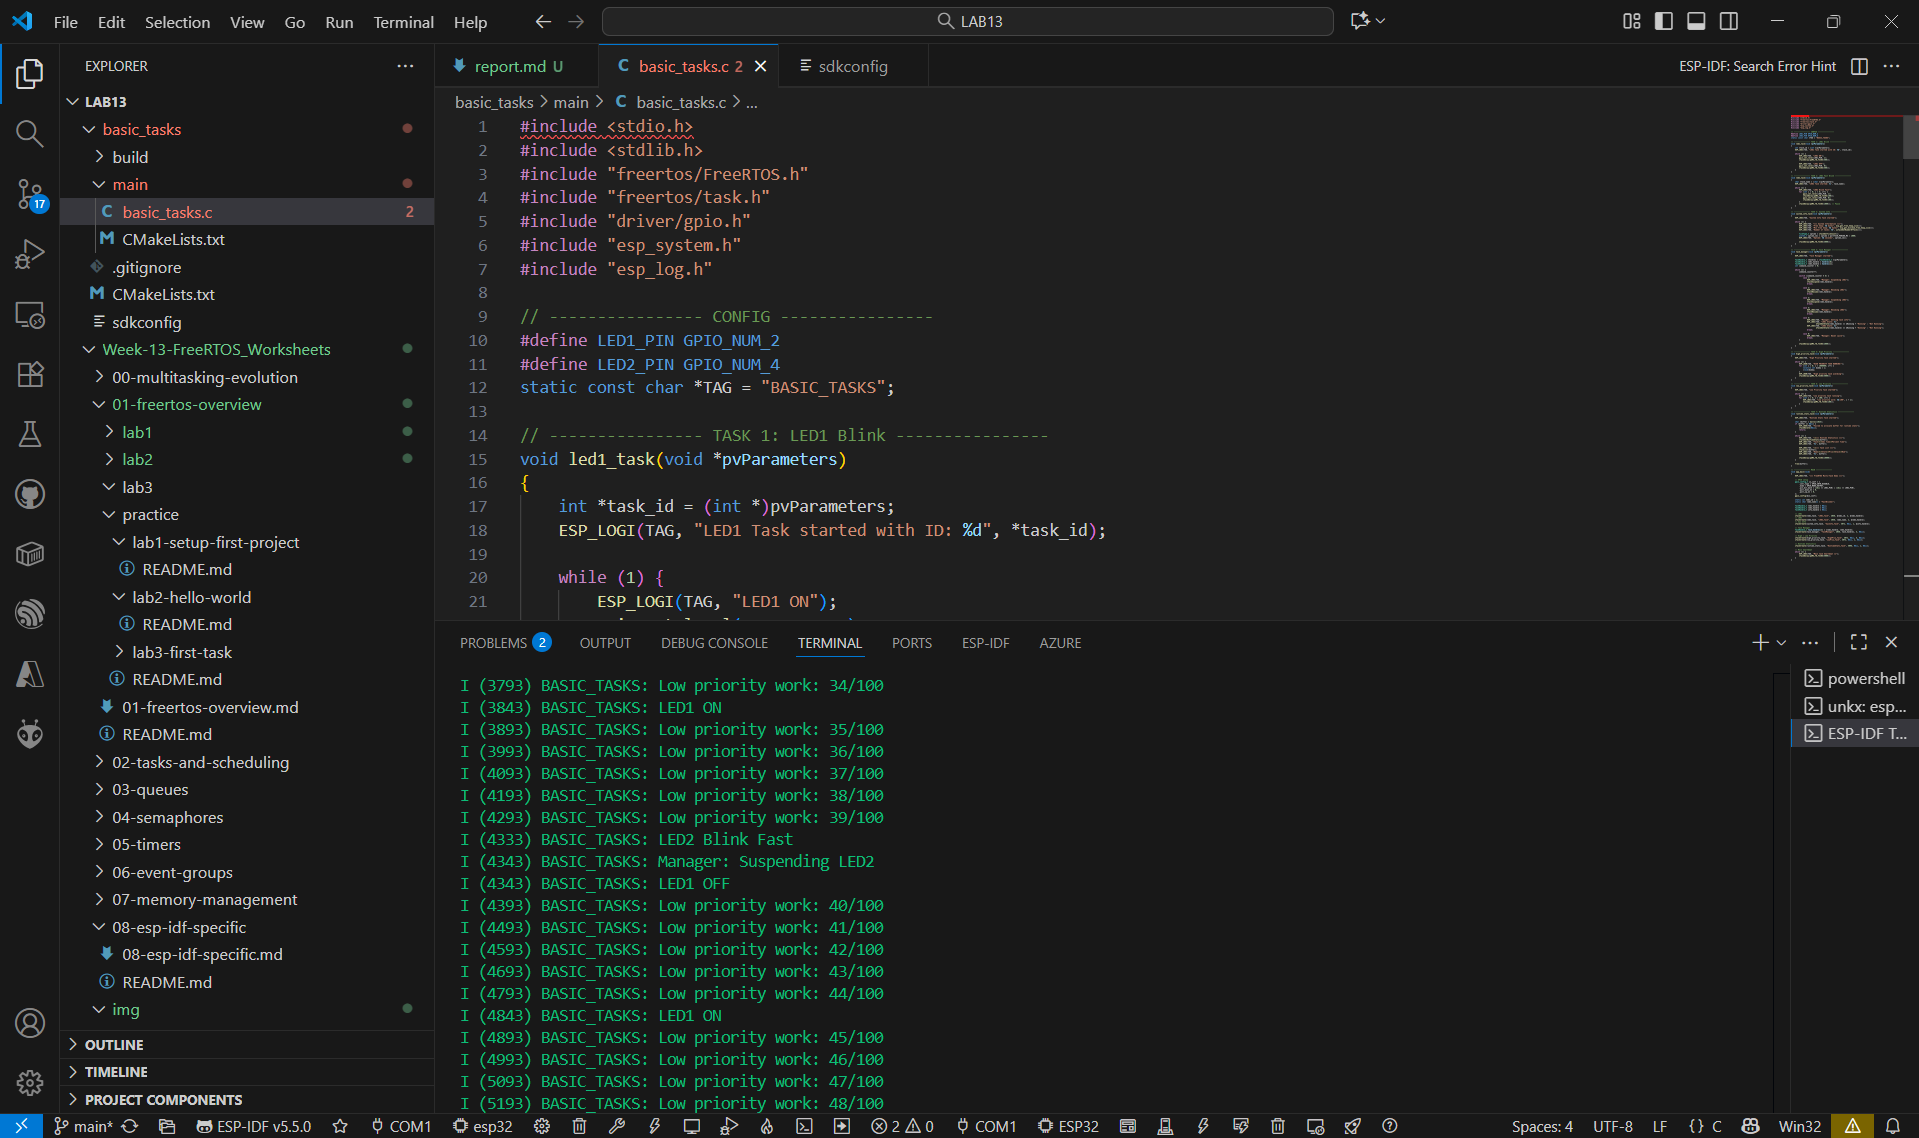 File Edit Selection View Go Run Terminal Help
LAB13
EXPLORER
LAB13
basic_tasks
build
main
C basic_tasks.c 2
M CMakeLists.txt
.gitignore
M CMakeLists.txt
sdkconfig
Week-13-FreeRTOS_Worksheets
00-multitasking-evolution
01-freertos-overview
lab1
lab2
lab3
practice
lab1-setup-first-project
README.md
lab2-hello-world
README.md
lab3-first-task
README.md
01-freertos-overview.md
README.md
02-tasks-and-scheduling
03-queues
04-semaphores
05-timers
06-event-groups
07-memory-management
08-esp-idf-specific
08-esp-idf-specific.md
README.md
img
OUTLINE
TIMELINE
PROJECT COMPONENTS
17
report.md U
C basic_tasks.c 2
sdkconfig
ESP-IDF: Search Error Hint
basic_tasks > main > C basic_tasks.c > ...
1 #include <stdio.h>
2 #include <stdlib.h>
3 #include "freertos/FreeRTOS.h"
4 #include "freertos/task.h"
5 #include "driver/gpio.h"
6 #include "esp_system.h"
7 #include "esp_log.h"
8
9 // ---------------- CONFIG ----------------
10 #define LED1_PIN GPIO_NUM_2
11 #define LED2_PIN GPIO_NUM_4
12 static const char *TAG = "BASIC_TASKS";
13
14 // ---------------- TASK 1: LED1 Blink ----------------
15 void led1_task(void *pvParameters)
16 {
17 int *task_id = (int *)pvParameters;
18 ESP_LOGI(TAG, "LED1 Task started with ID: %d", *task_id);
19
20 while (1) {
21 ESP_LOGI(TAG, "LED1 ON");
PROBLEMS 2 OUTPUT DEBUG CONSOLE TERMINAL PORTS ESP-IDF AZURE
I (3793) BASIC_TASKS: Low priority work: 34/100
I (3843) BASIC_TASKS: LED1 ON
I (3893) BASIC_TASKS: Low priority work: 35/100
I (3993) BASIC_TASKS: Low priority work: 36/100
I (4093) BASIC_TASKS: Low priority work: 37/100
I (4193) BASIC_TASKS: Low priority work: 38/100
I (4293) BASIC_TASKS: Low priority work: 39/100
I (4333) BASIC_TASKS: LED2 Blink Fast
I (4343) BASIC_TASKS: Manager: Suspending LED2
I (4343) BASIC_TASKS: LED1 OFF
I (4393) BASIC_TASKS: Low priority work: 40/100
I (4493) BASIC_TASKS: Low priority work: 41/100
I (4593) BASIC_TASKS: Low priority work: 42/100
I (4693) BASIC_TASKS: Low priority work: 43/100
I (4793) BASIC_TASKS: Low priority work: 44/100
I (4843) BASIC_TASKS: LED1 ON
I (4893) BASIC_TASKS: Low priority work: 45/100
I (4993) BASIC_TASKS: Low priority work: 46/100
I (5093) BASIC_TASKS: Low priority work: 47/100
I (5193) BASIC_TASKS: Low priority work: 48/100
powershell
unkx: esp...
ESP-IDF T...
main* ESP-IDF v5.5.0 COM1 esp32 2 0 COM1 ESP32 Spaces: 4 UTF-8 LF {} C Win32